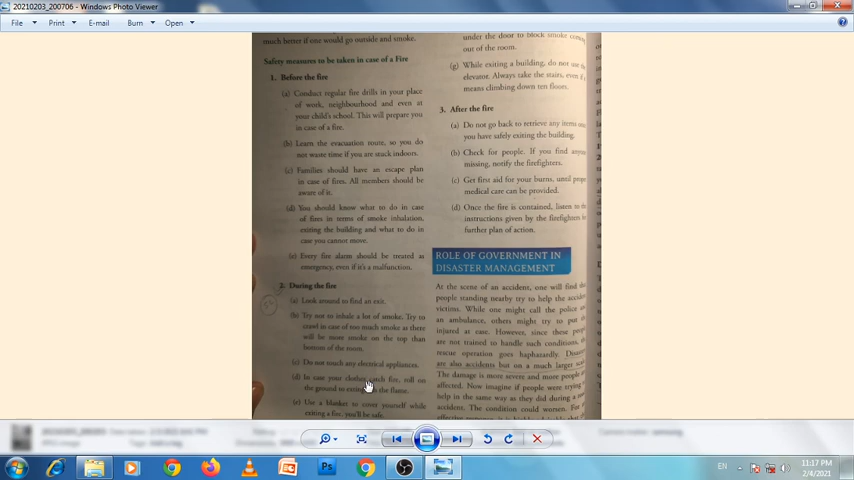 20210203_200706 - Windows Photo Viewer
File Print E-mail Burn Open
much better if one would go outside and smoke.
Safety measures to be taken in case of a Fire
1. Before the fire
(a) Conduct regular fire drills in your place
of work, neighbourhood and even at
your child's school. This will prepare you
in case of a fire.
(b) Learn the evacuation route, so you do
not waste time if you are stuck indoors.
(c) Families should have an escape plan
in case of fires. All members should be
aware of it.
(d) You should know what to do in case
of fires in terms of smoke inhalation,
exiting the building and what to do in
case you cannot move.
(e) Every fire alarm should be treated as
emergency, even if it's a malfunction.
2. During the fire
(a) Look around to find an exit.
(b) Try not to inhale a lot of smoke. Try to
crawl in case of too much smoke as there
will be more smoke on the top than
bottom of the room.
(c) Do not touch any electrical appliances.
(d) In case your clothes catch fire, roll on
the ground to the flame.
(e) Use a blanket to cover yourself while
exiting a fire, you'll be safe.
under the door to block smoke
out of the room.
(g) While exiting a building, do not use
elevator. Always take the stairs, even if
means climbing down ten floors.
3. After the fire
(a) Do not go back to retrieve any items
you have safely exiting the building.
(b) Check for people. If you find
missing, notify the firefighters.
(c) Get first aid for your burns, until
medical care can be provided.
(d) Once the fire is contained, listen to
instructions given by the firefighters
further plan of action.
ROLE OF GOVERNMENT IN
DISASTER MANAGEMENT
At the scene of an accident, one will find
people standing nearby try to help the
victims. While one might call the police
an ambulance, others might try to
injured at ease. However, since these
are not trained to handle such conditions,
rescue operation goes haphazardly.
are also accidents but on a much larger
The damage is more severe and more people
affected. Now imagine if people were trying
help in the same way as they did during
accident. The condition could worsen. For
EN
11:17 PM
2/4/2021